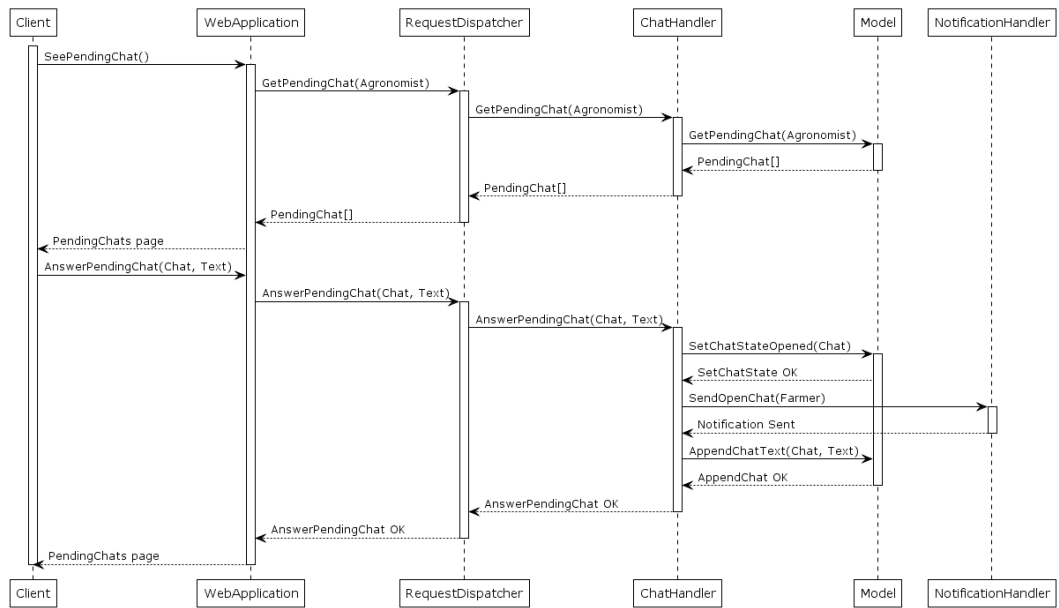 Client
WebApplication
RequestDispatcher
ChatHandler
Model
NotificationHandler
SeePendingChat()
GetPendingChat(Agronomist)
GetPendingChat(Agronomist)
GetPendingChat(Agronomist)
PendingChat[]
PendingChat[]
PendingChat[]
PendingChats page
AnswerPendingChat(Chat, Text)
AnswerPendingChat(Chat, Text)
AnswerPendingChat(Chat, Text)
SetChatStateOpened(Chat)
SetChatState OK
SendOpenChat(Farmer)
Notification Sent
AppendChatText(Chat, Text)
AppendChat OK
AnswerPendingChat OK
AnswerPendingChat OK
PendingChats page
Client
WebApplication
RequestDispatcher
ChatHandler
Model
NotificationHandler